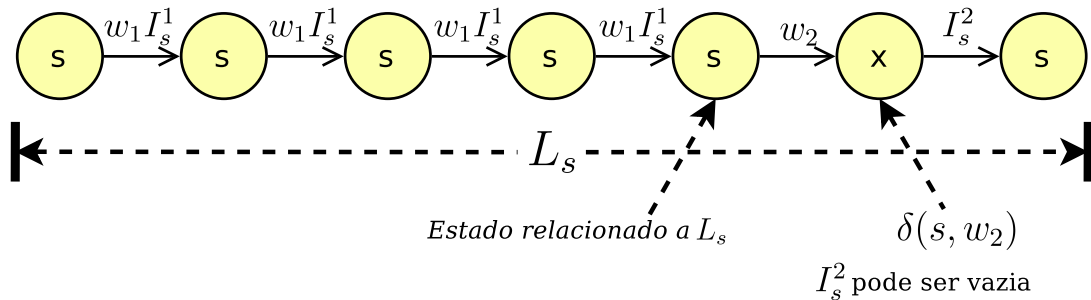 w₁I¹ₛ w₁I¹ₛ w₁I¹ₛ w₁I¹ₛ w₂ I²ₛ
s s s s s x s
Lₛ
Estado relacionado a Lₛ
δ(s, w₂)
I²ₛ pode ser vazia